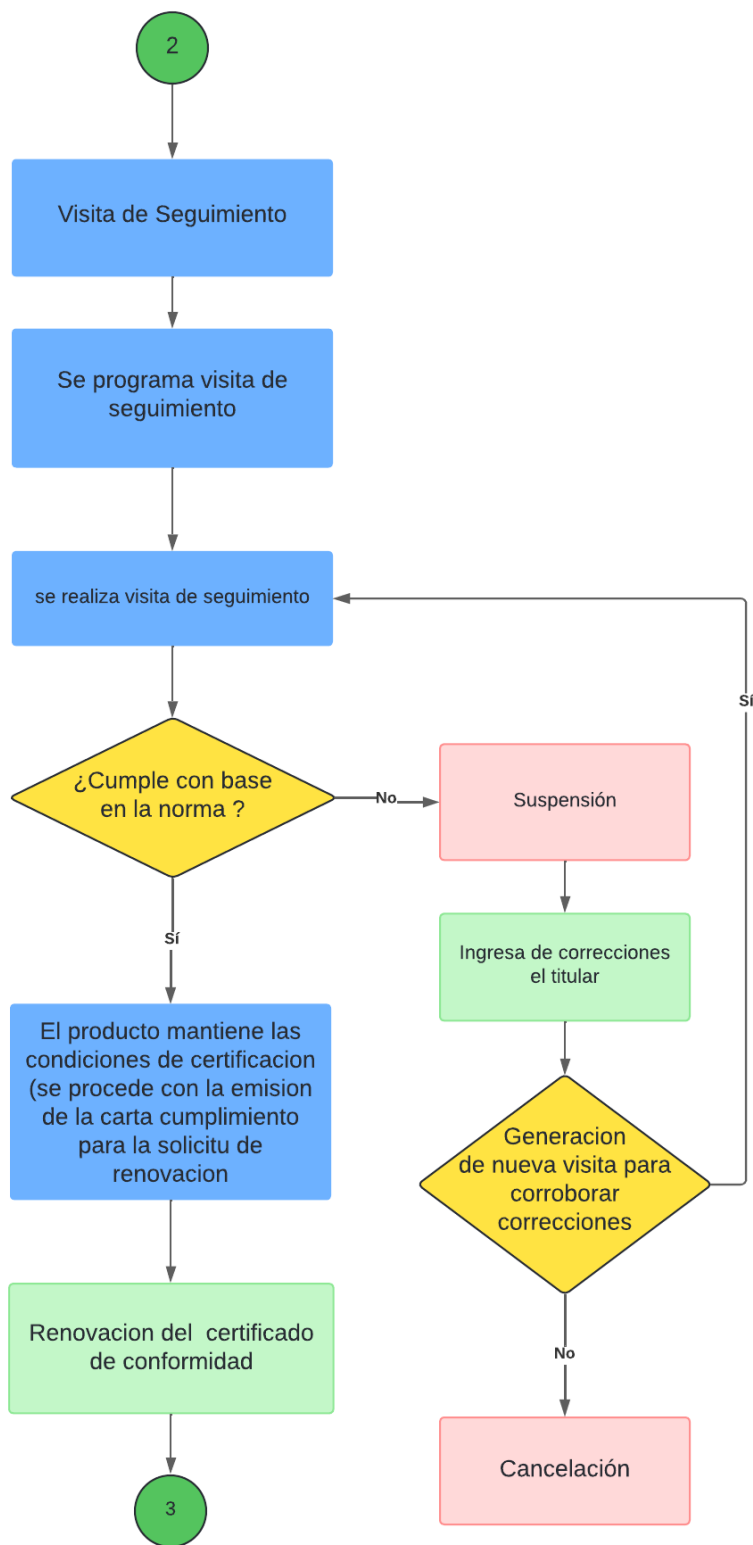 2
Visita de Seguimiento
Se programa visita de
seguimiento
se realiza visita de seguimiento
Sí
¿Cumple con base
en la norma ?
No
Suspensión
Sí
Ingresa de correcciones
el titular
El producto mantiene las
condiciones de certificacion
(se procede con la emision
de la carta cumplimiento
para la solicitu de
renovacion
Generacion
de nueva visita para
corroborar
correcciones
Renovacion del  certificado
de conformidad
No
Cancelación
3